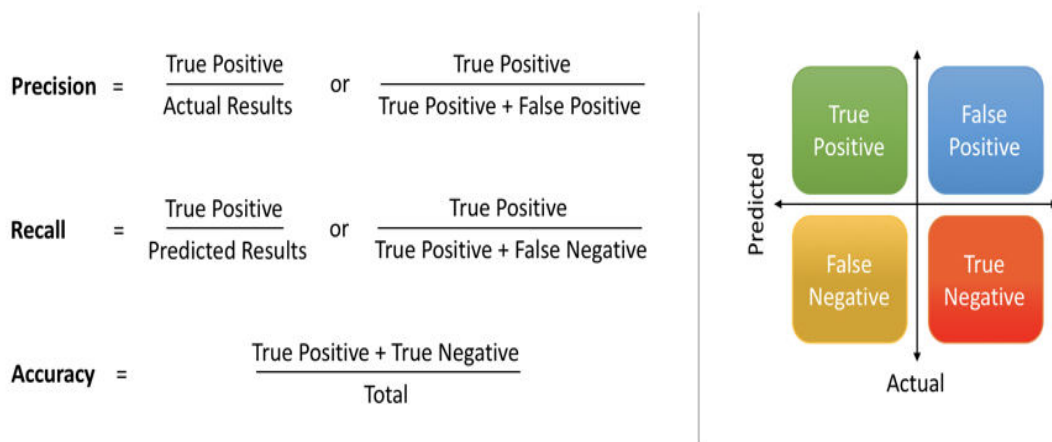 Precision = True Positive / Actual Results or True Positive / True Positive + False Positive
Recall = True Positive / Predicted Results or True Positive / True Positive + False Negative
Accuracy = True Positive + True Negative / Total
Predicted
True
Positive
False
Positive
False
Negative
True
Negative
Actual